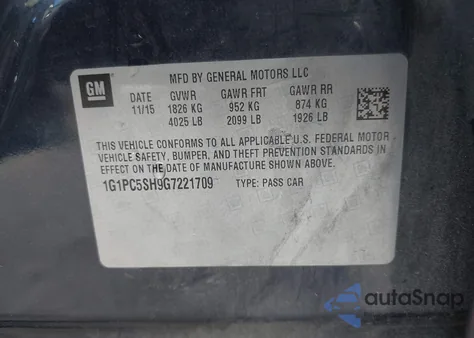 GM
MFD BY GENERAL MOTORS LLC
DATE GVWR GAWR FRT GAWR RR
11/15 1826 KG 952 KG 874 KG
4025 LB 2099 LB 1926 LB
THIS VEHICLE CONFORMS TO ALL APPLICABLE U.S. FEDERAL MOTOR
VEHICLE SAFETY, BUMPER, AND THEFT PREVENTION STANDARDS IN
EFFECT ON THE DATE OF MANUFACTURE SHOWN ABOVE.
1G1PC5SH9G7221709 TYPE: PASS CAR
autoSnap